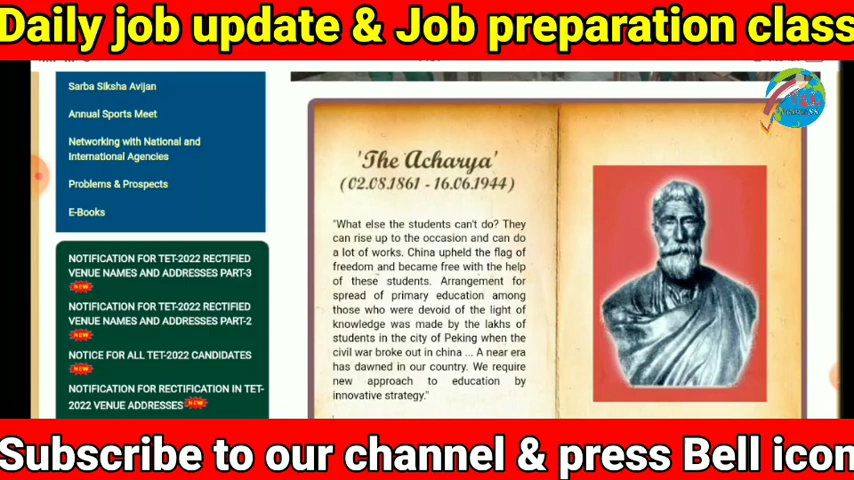 Daily job update & Job preparation class
Sarba Siksha Avijan
Annual Sports Meet
Networking with National and
International Agencies
Problems & Prospects
E-Books
NOTIFICATION FOR TET-2022 RECTIFIED
VENUE NAMES AND ADDRESSES PART-3
NEW
NOTIFICATION FOR TET-2022 RECTIFIED
VENUE NAMES AND ADDRESSES PART-2
NEW
NOTICE FOR ALL TET-2022 CANDIDATES
NEW
NOTIFICATION FOR RECTIFICATION IN TET-
2022 VENUE ADDRESSES NEW
'The Acharya'
(02.08.1861 - 16.06.1944)
"What else the students can't do? They
can rise up to the occasion and can do
a lot of works. China upheld the flag of
freedom and became free with the help
of these students. Arrangement for
spread of primary education among
those who were devoid of the light of
knowledge was made by the lakhs of
students in the city of Peking when the
civil war broke out in china ... A near era
has dawned in our country. We require
new approach to education by
innovative strategy."
Subscribe to our channel & press Bell icon